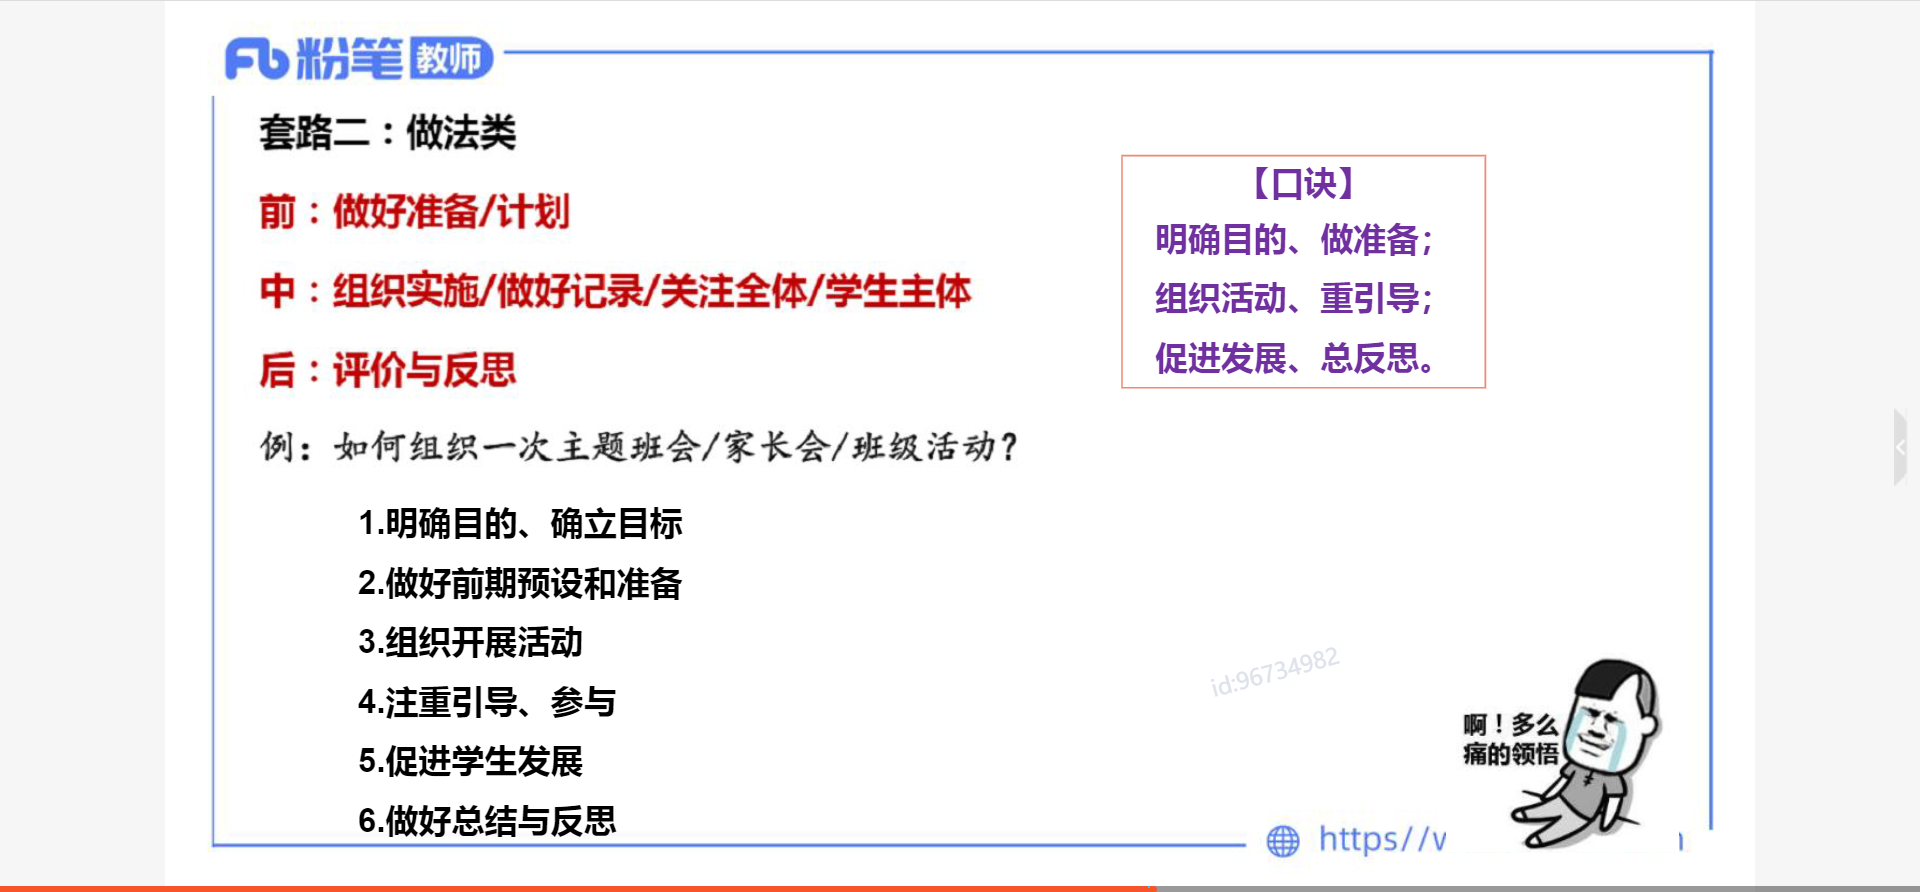 粉笔教师
套路二：做法类
前：做好准备/计划
中：组织实施/做好记录/关注全体/学生主体
后：评价与反思
例：如何组织一次主题班会/家长会/班级活动？
1.明确目的、确立目标
2.做好前期预设和准备
3.组织开展活动
4.注重引导、参与
5.促进学生发展
6.做好总结与反思
【口诀】
明确目的、做准备；
组织活动、重引导；
促进发展、总反思。
id:96734982
啊！多么
痛的领悟
https//